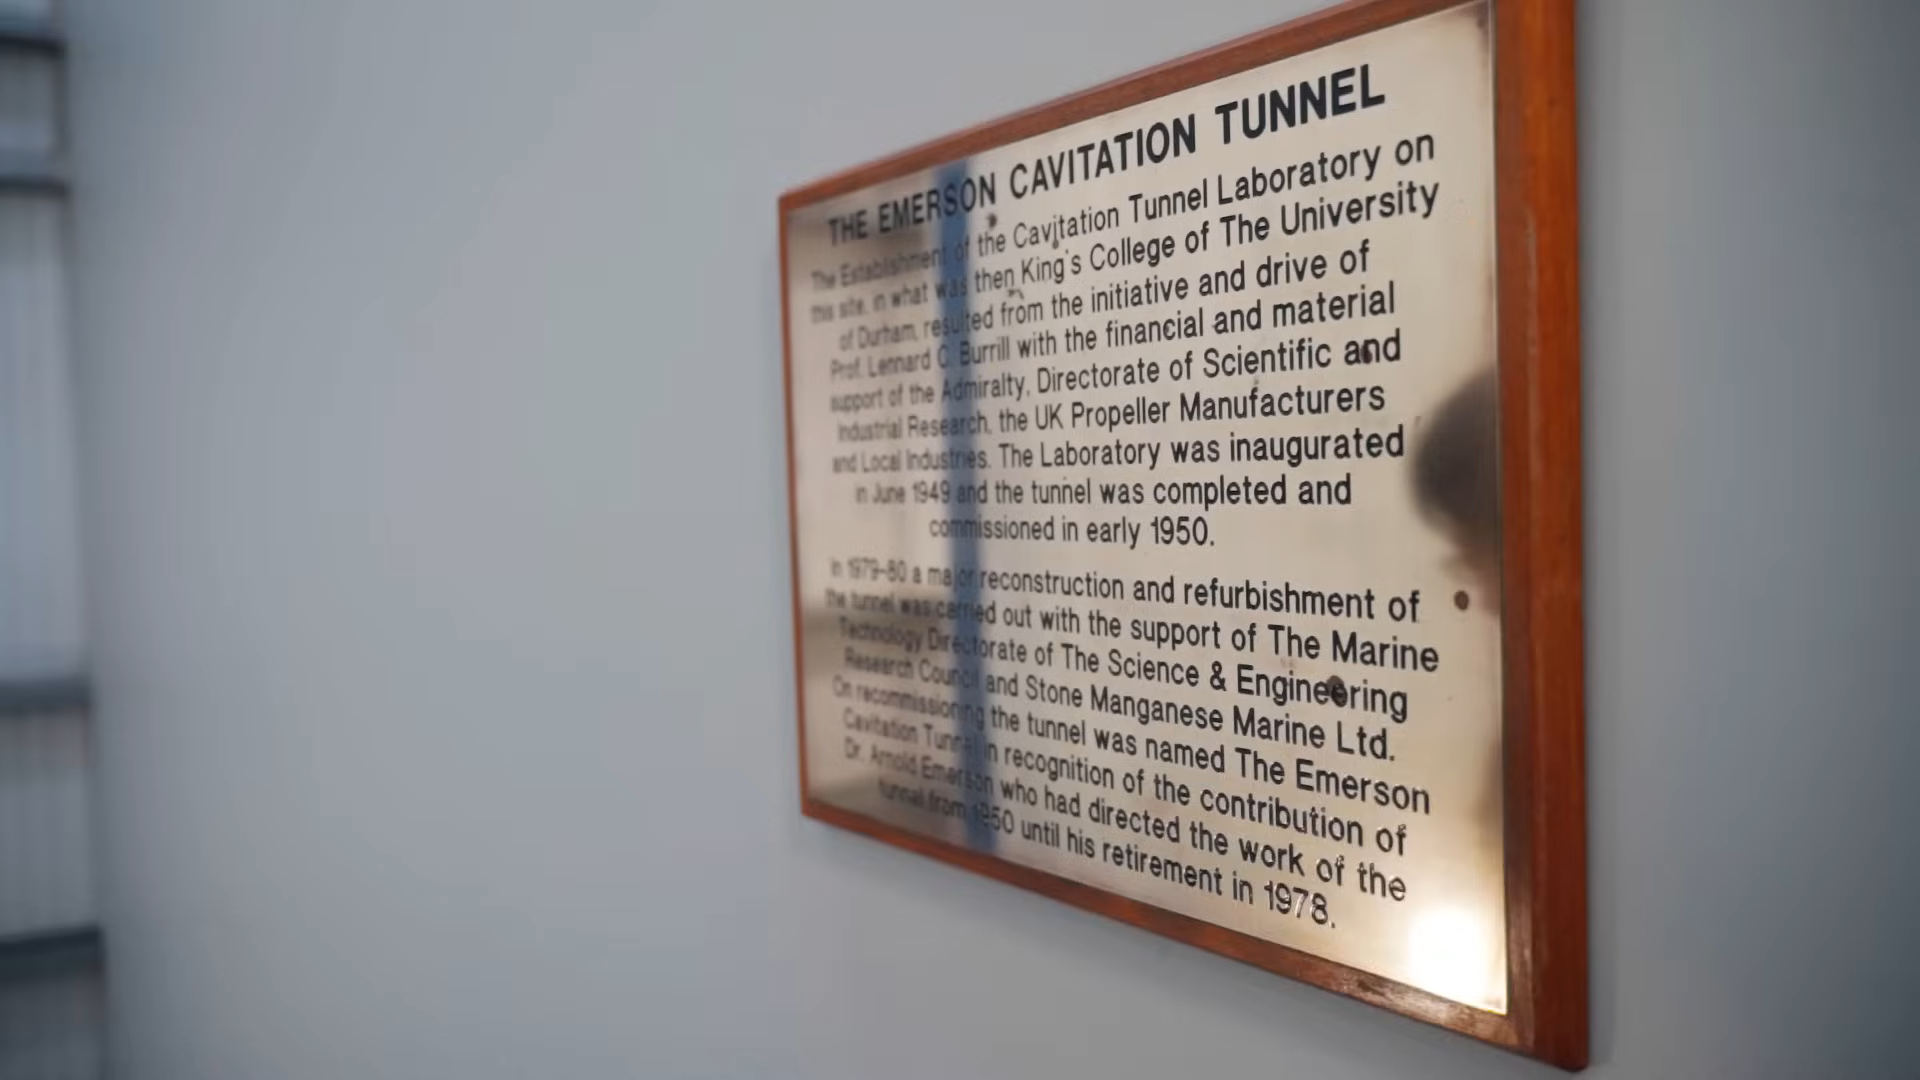 THE EMERSON CAVITATION TUNNEL
The Establishment of the Cavitation Tunnel Laboratory on
this site, in what was then King's College of The University
of Durham, resulted from the initiative and drive of
Prof. Lennard C. Burrill with the financial and material
support of the Admiralty, Directorate of Scientific and
Industrial Research, the UK Propeller Manufacturers
and Local Industries. The Laboratory was inaugurated
in June 1949 and the tunnel was completed and
commissioned in early 1950.
In 1979-80 a major reconstruction and refurbishment of
the tunnel was carried out with the support of The Marine
Technology Directorate of The Science & Engineering
Research Council and Stone Manganese Marine Ltd.
On recommissioning the tunnel was named The Emerson
Cavitation Tunnel in recognition of the contribution of
Dr. Arnold Emerson who had directed the work of the
tunnel from 1950 until his retirement in 1978.